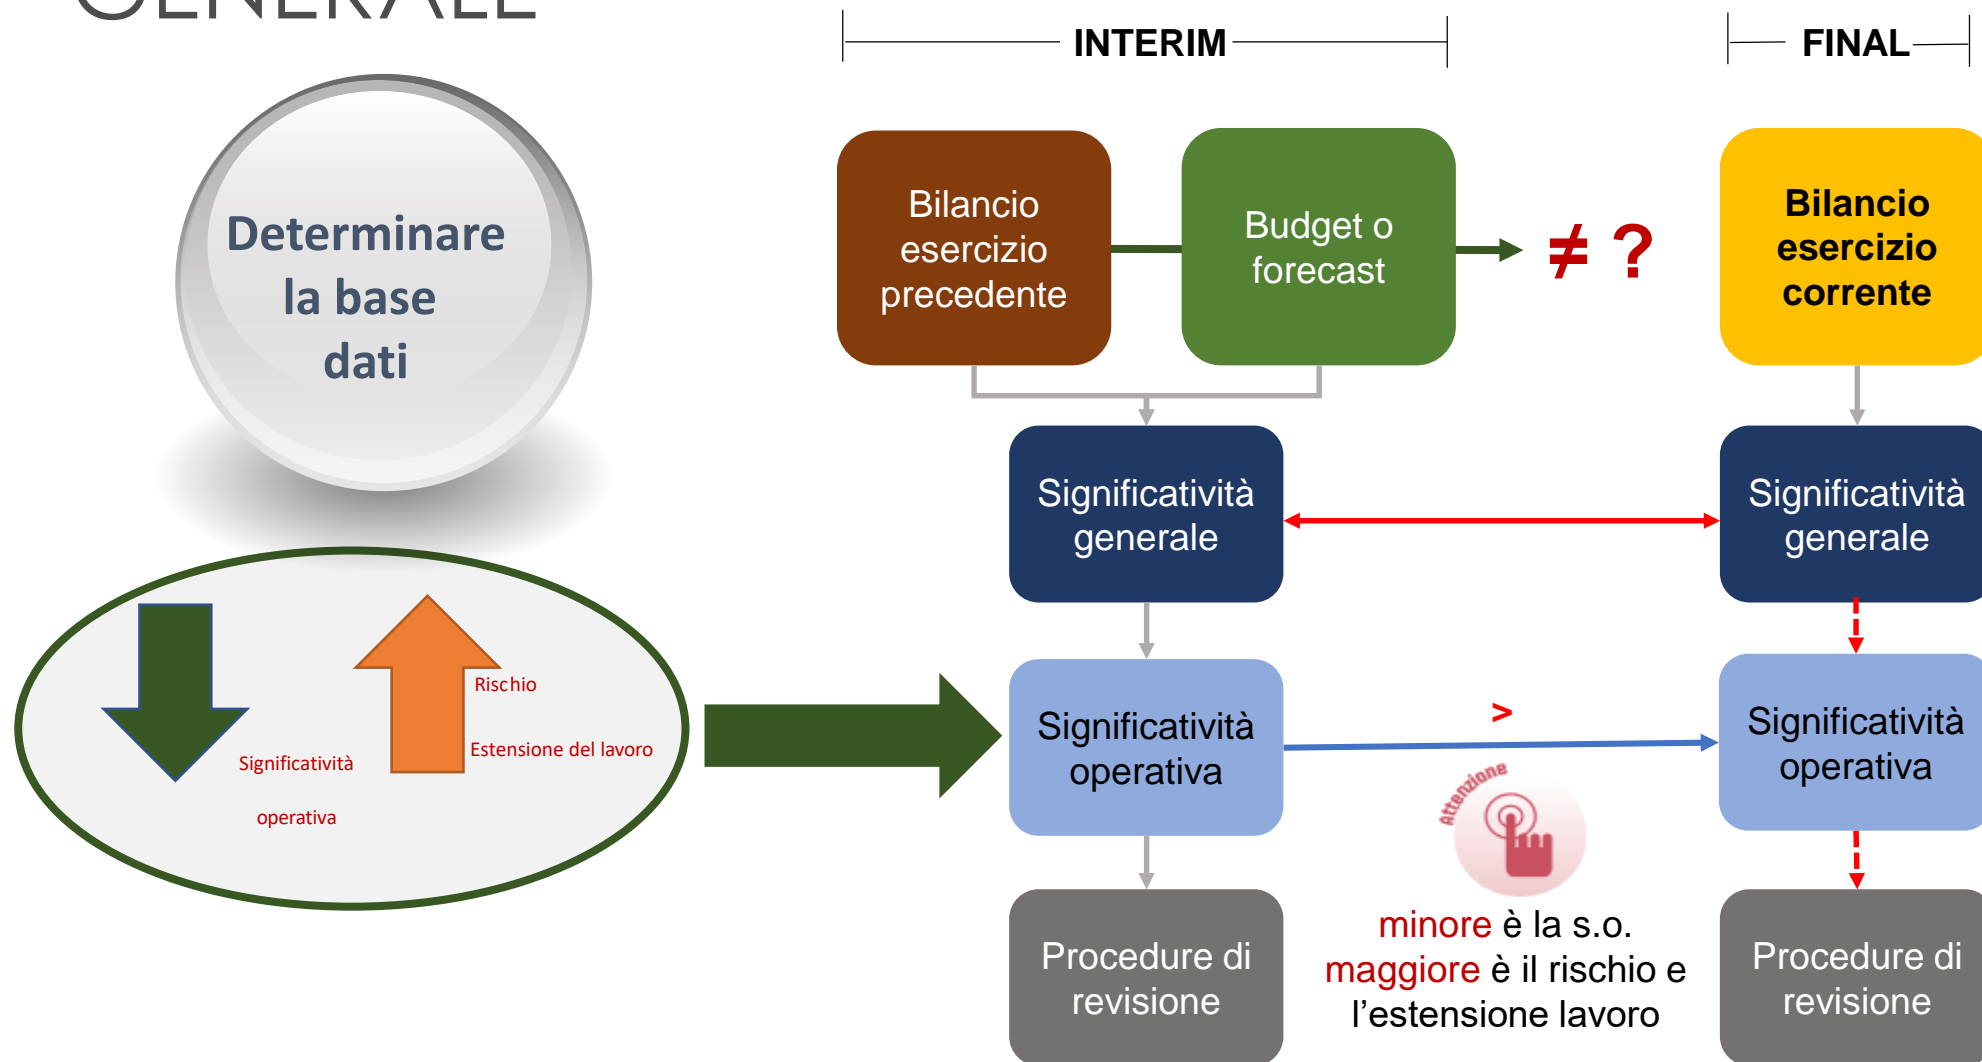 GENERALE
INTERIM
FINAL
Determinare
la base
dati
Bilancio
esercizio
precedente
Budget o
forecast
≠ ?
Bilancio
esercizio
corrente
Significatività
generale
Significatività
generale
Rischio
Estensione del lavoro
Significatività
operativa
Significatività
operativa
>
Significatività
operativa
Attenzione
minore è la s.o.
maggiore è il rischio e
l’estensione lavoro
Procedure di
revisione
Procedure di
revisione